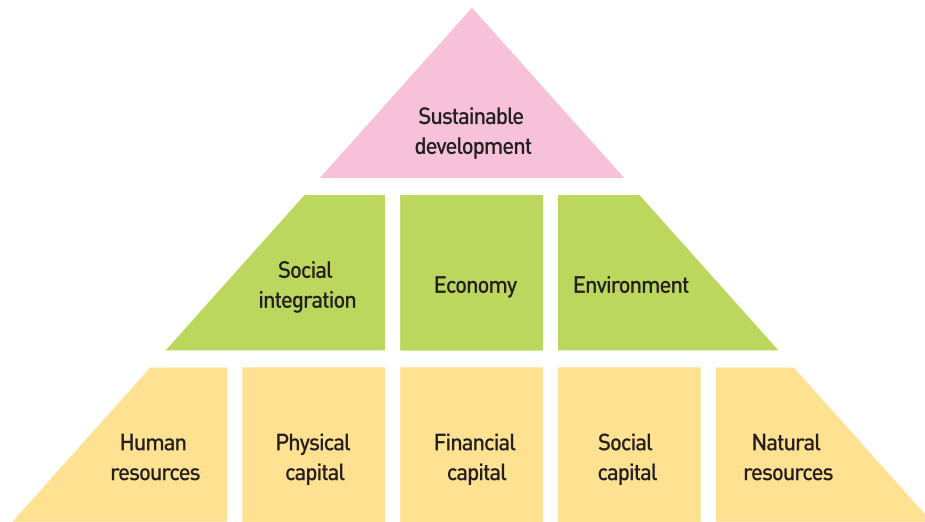 Sustainable
development
Social
integration
Economy
Environment
Human
resources
Physical
capital
Financial
capital
Social
capital
Natural
resources